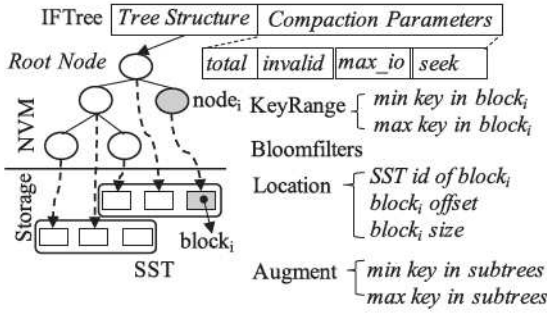 IFTree Tree Structure Compaction Parameters
Root Node total invalid max_io seek
node_i KeyRange min key in block_i
max key in block_i
NVM
Bloomfilters
Storage
Location SST id of block_i
block_i offset
block_i size
block_i
SST
Augment min key in subtrees
max key in subtrees